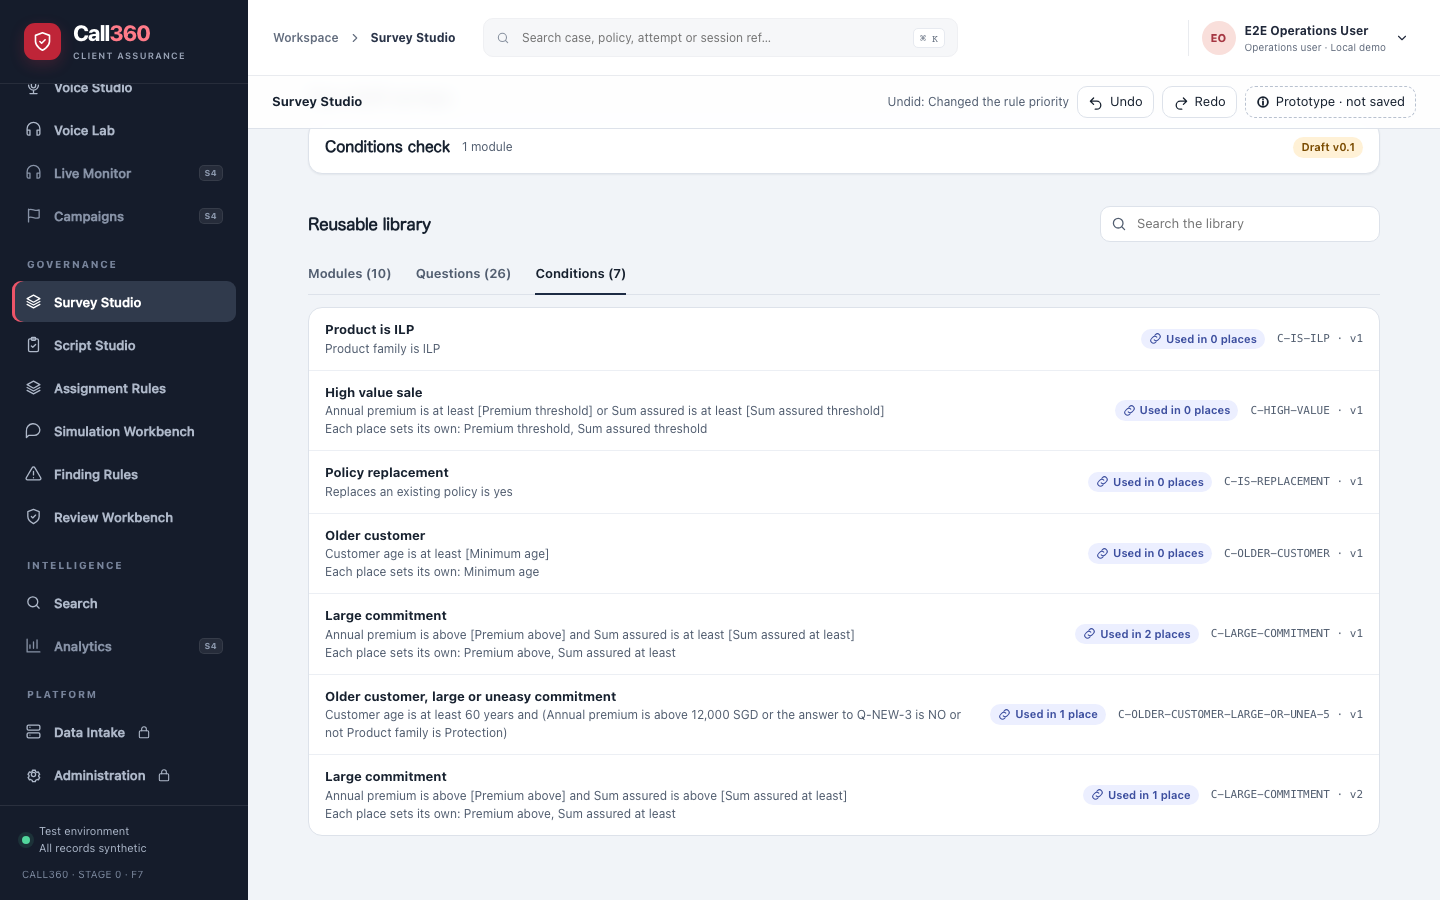 Call360
CLIENT ASSURANCE
Workspace > Survey Studio
Search case, policy, attempt or session ref...
⌘ K
EO
E2E Operations User
Operations user · Local demo
Survey Studio
Undid: Changed the rule priority
Undo
Redo
Prototype · not saved
Voice Studio
Voice Lab
Live Monitor S4
Campaigns S4
GOVERNANCE
Survey Studio
Script Studio
Assignment Rules
Simulation Workbench
Finding Rules
Review Workbench
INTELLIGENCE
Search
Analytics S4
PLATFORM
Data Intake
Administration
Test environment
All records synthetic
CALL360 · STAGE 0 · F7
Conditions check 1 module Draft v0.1
Reusable library
Search the library
Modules (10) Questions (26) Conditions (7)
Product is ILP
Product family is ILP
Used in 0 places C-IS-ILP · v1
High value sale
Annual premium is at least [Premium threshold] or Sum assured is at least [Sum assured threshold]
Each place sets its own: Premium threshold, Sum assured threshold
Used in 0 places C-HIGH-VALUE · v1
Policy replacement
Replaces an existing policy is yes
Used in 0 places C-IS-REPLACEMENT · v1
Older customer
Customer age is at least [Minimum age]
Each place sets its own: Minimum age
Used in 0 places C-OLDER-CUSTOMER · v1
Large commitment
Annual premium is above [Premium above] and Sum assured is at least [Sum assured at least]
Each place sets its own: Premium above, Sum assured at least
Used in 2 places C-LARGE-COMMITMENT · v1
Older customer, large or uneasy commitment
Customer age is at least 60 years and (Annual premium is above 12,000 SGD or the answer to Q-NEW-3 is NO or
not Product family is Protection)
Used in 1 place C-OLDER-CUSTOMER-LARGE-OR-UNEA-5 · v1
Large commitment
Annual premium is above [Premium above] and Sum assured is above [Sum assured at least]
Each place sets its own: Premium above, Sum assured at least
Used in 1 place C-LARGE-COMMITMENT · v2